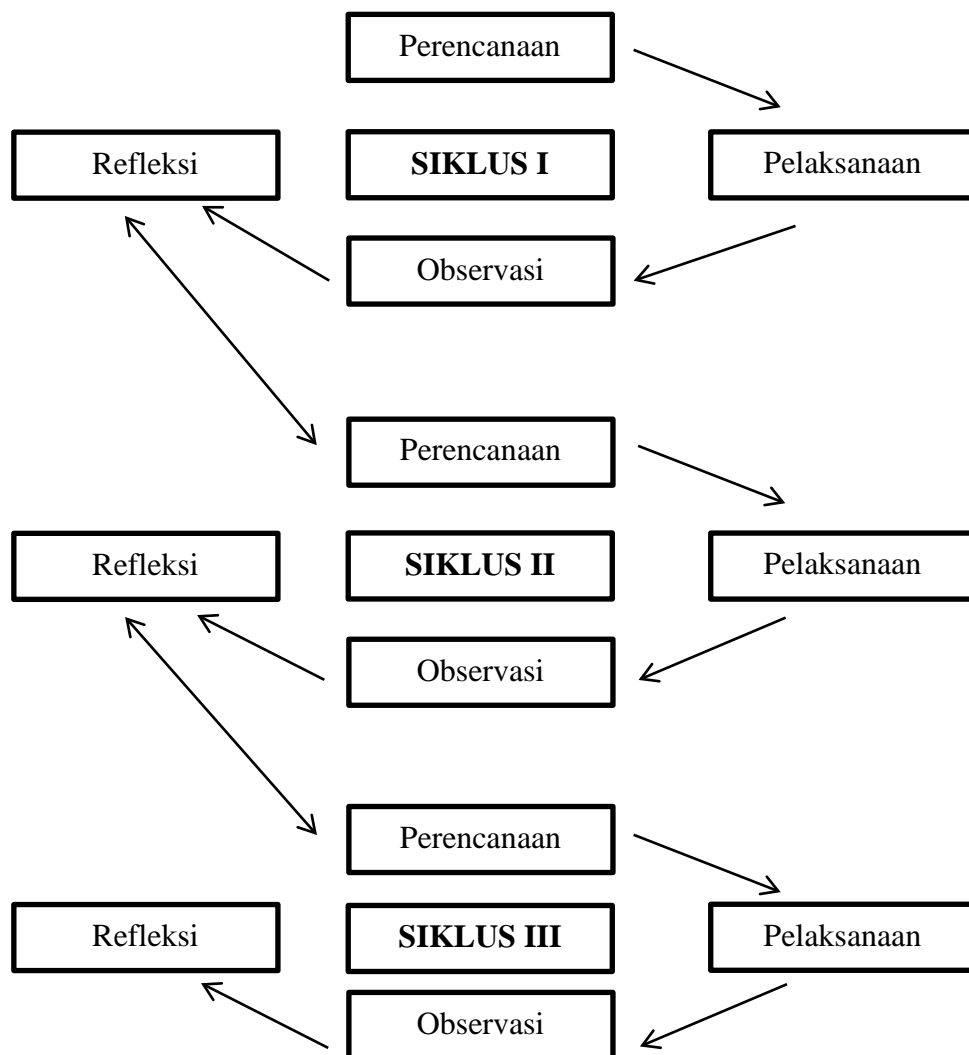 Perencanaan
Refleksi
SIKLUS I
Pelaksanaan
Observasi
Perencanaan
Refleksi
SIKLUS II
Pelaksanaan
Observasi
Perencanaan
Refleksi
SIKLUS III
Pelaksanaan
Observasi